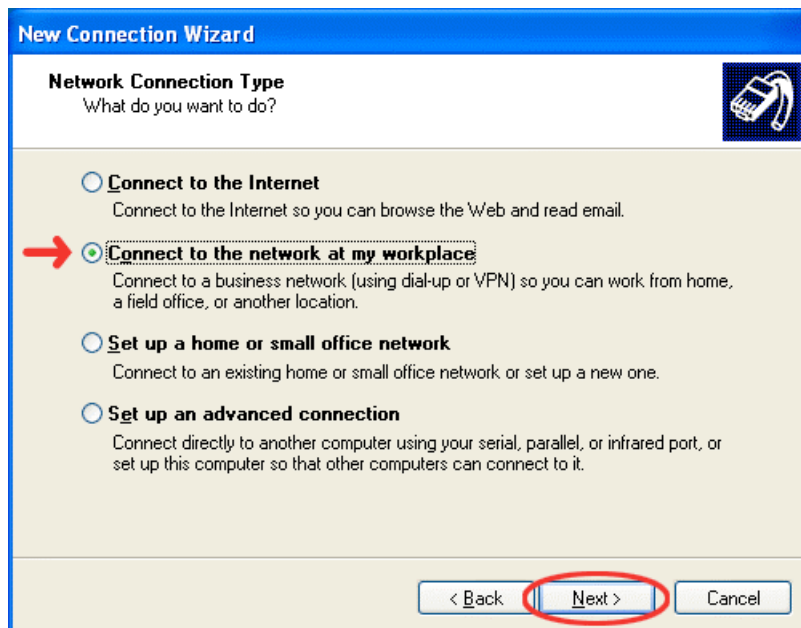 New Connection Wizard
Network Connection Type
What do you want to do?
Connect to the Internet
Connect to the Internet so you can browse the Web and read email.
Connect to the network at my workplace
Connect to a business network (using dial-up or VPN) so you can work from home,
a field office, or another location.
Set up a home or small office network
Connect to an existing home or small office network or set up a new one.
Set up an advanced connection
Connect directly to another computer using your serial, parallel, or infrared port, or
set up this computer so that other computers can connect to it.
< Back Next > Cancel